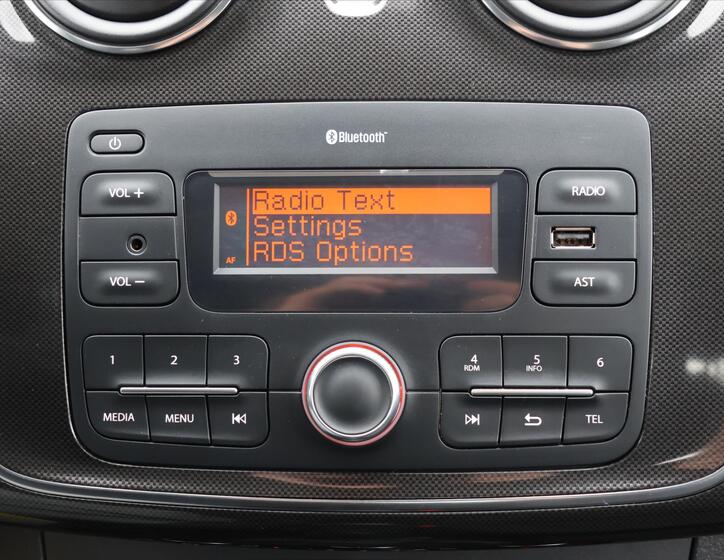 Bluetooth™
VOL +
RADIO
Radio Text
Settings
RDS Options
AF
VOL −
AST
1
2
3
4
RDM
5
INFO
6
MEDIA
MENU
TEL